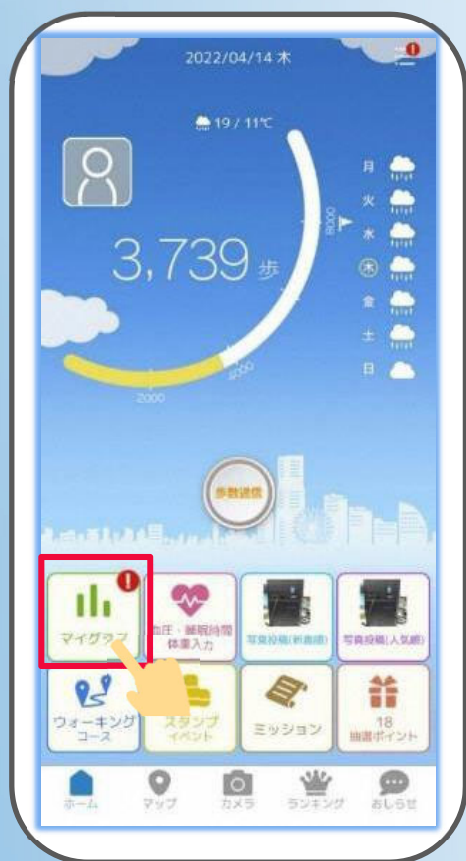 2022/04/14 木
19 / 11℃
月
火
水
木
金
土
日
8000
3,739 歩
4000
2000
歩数送信
マイグラフ
血圧・睡眠時間
体重入力
写真投稿(新着順)
写真投稿(人気順)
ウォーキング
コース
スタンプ
イベント
ミッション
18
抽選ポイント
ホーム
マップ
カメラ
ランキング
おしらせ